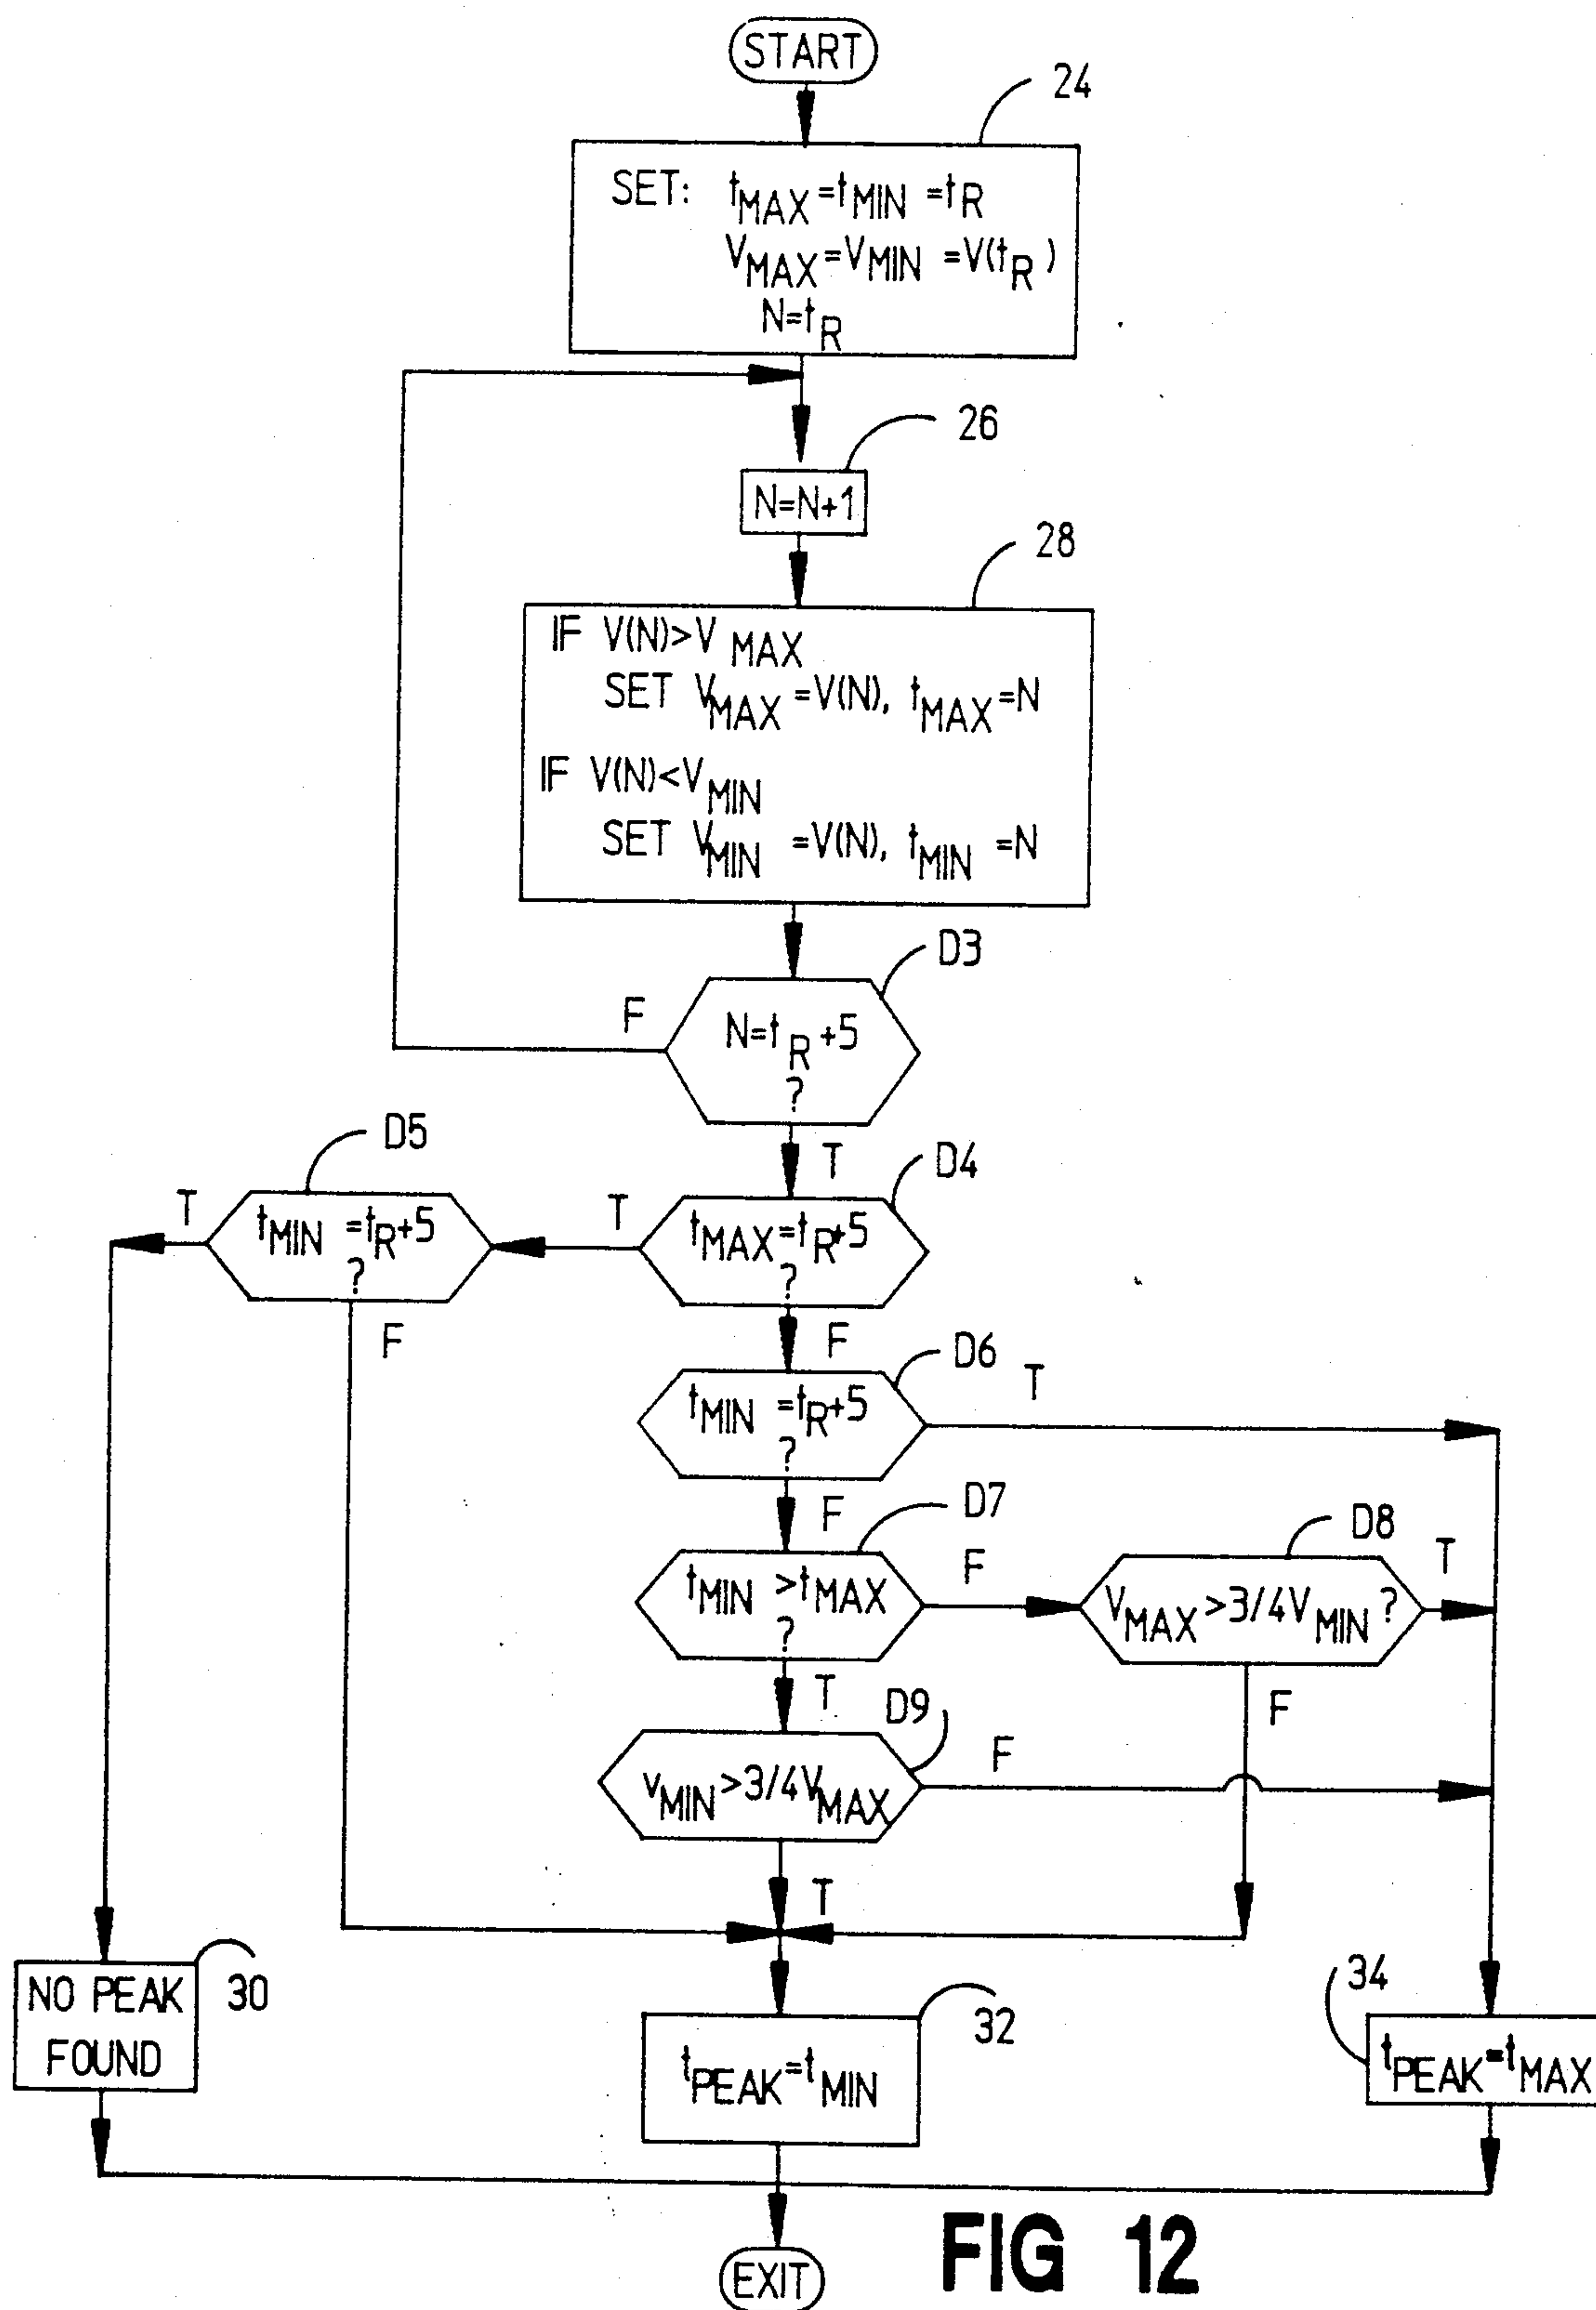 START
24
SET: tMAX=tMIN =tR
VMAX=VMIN =V(tR)
N=tR
26
N=N+1
28
IF V(N)>V MAX
SET VMAX=V(N), tMAX=N
IF V(N)<VMIN
SET VMIN =V(N), tMIN =N
D3
F
N=tR+5
?
T
D5
D4
T
tMIN =tR+5
?
T
tMAX=tR+5
?
F
F
D6
tMIN =tR+5
?
T
F
D7
tMIN >tMAX
?
F
D8
VMAX >3/4VMIN ?
T
T
F
D9
vMIN>3/4VMAX
F
T
NO PEAK
FOUND
30
32
tPEAK=tMIN
34
tPEAK=tMAX
EXIT
FIG 12